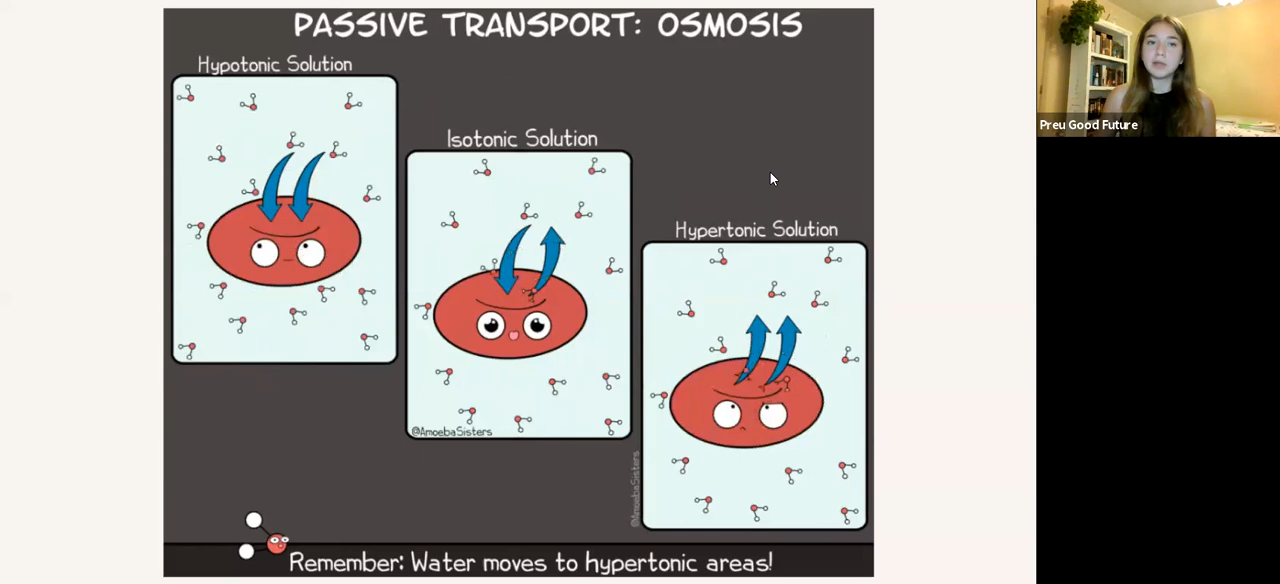 PASSIVE TRANSPORT: OSMOSIS
Hypotonic Solution
Isotonic Solution
Hypertonic Solution
@AmoebaSisters
@AmoebaSisters
Remember: Water moves to hypertonic areas!
Preu Good Future